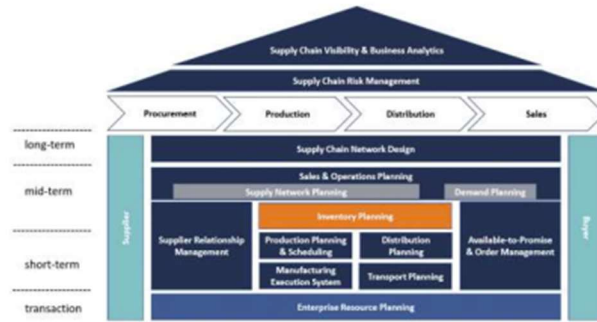 Supply Chain Visibility & Business Analytics
Supply Chain Risk Management
Procurement
Production
Distribution
Sales
long-term
Supply Chain Network Design
mid-term
Sales & Operations Planning
Supply Network Planning
Demand Planning
Supplier
Buyer
Inventory Planning
Supplier Relationship
Management
Production Planning
& Scheduling
Distribution
Planning
Available-to-Promise
& Order Management
short-term
Manufacturing
Execution System
Transport Planning
transaction
Enterprise Resource Planning